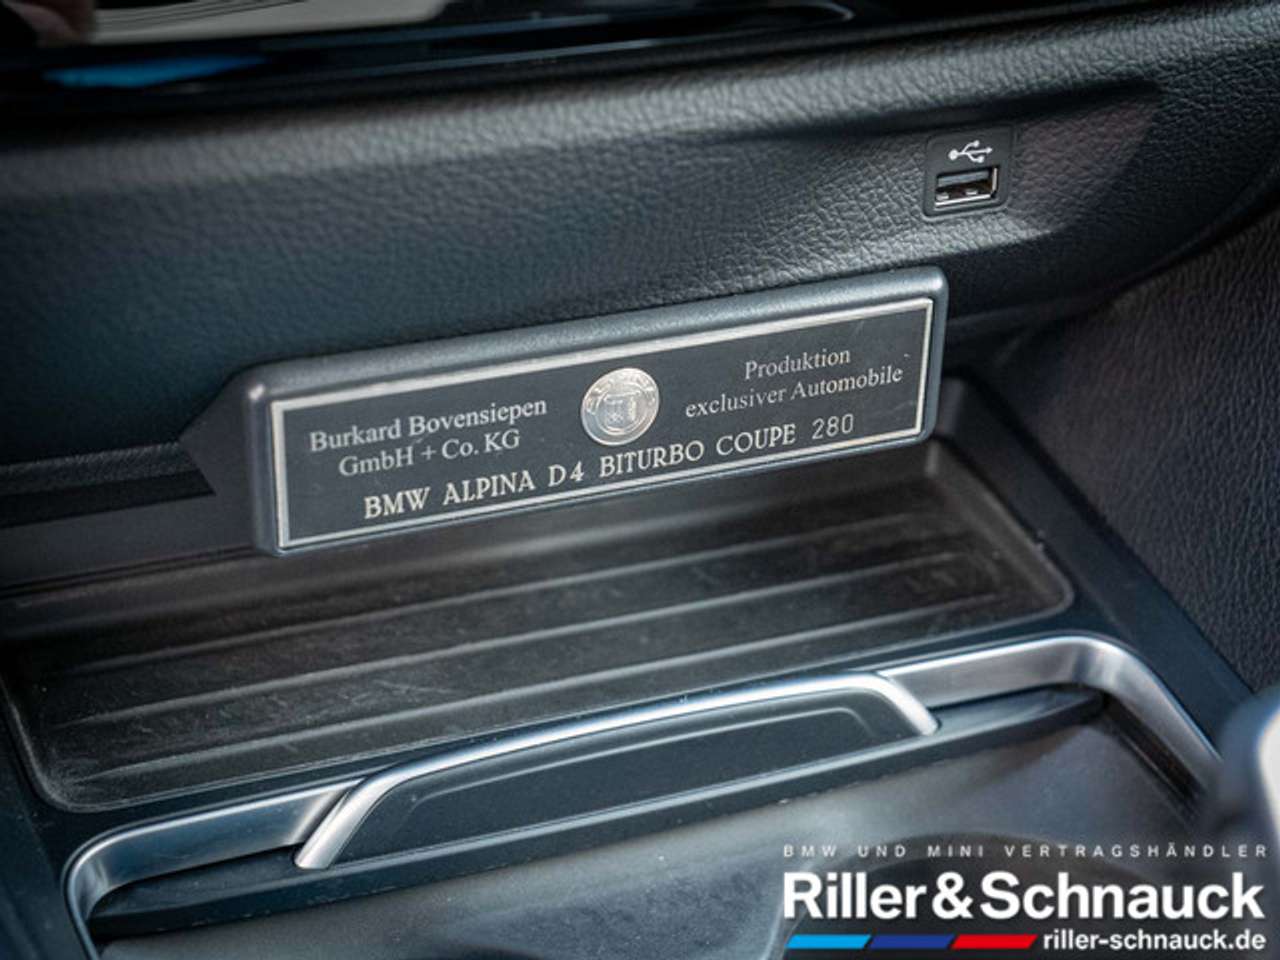 Burkard Bovensiepen
GmbH + Co. KG
Produktion
exclusiver Automobile
BMW ALPINA D4 BITURBO COUPE 280
BMW UND MINI VERTRAGSHÄNDLER
Riller & Schnauck
riller-schnauck.de